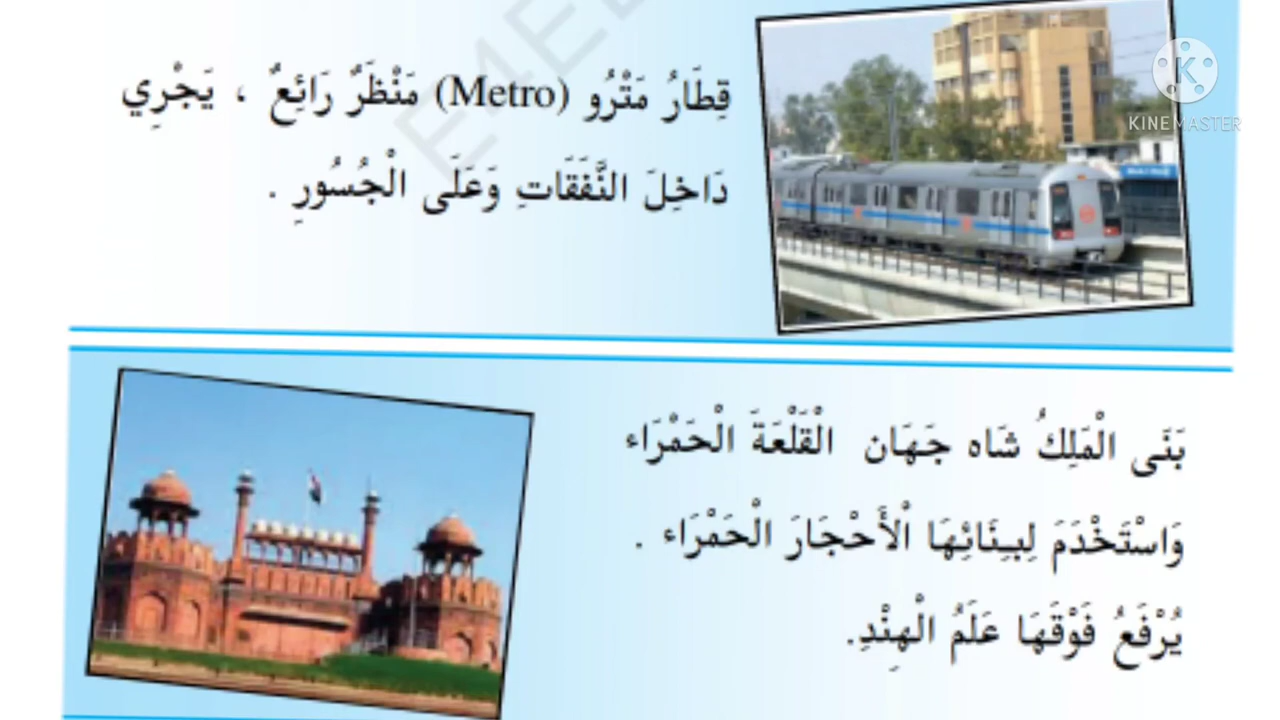 قِطَارُ مَتْرُو (Metro) مَنْظَرٌ رَائِعٌ ، يَجْرِي
دَاخِلَ النَّفَقَاتِ وَعَلَى الْجُسُورِ .
KINEMASTER
بَنَى الْمَلِكُ شَاه جَهَان الْقَلْعَةَ الْحَمْرَاء
وَاسْتَخْدَمَ لِبِنَائِهَا الْأَحْجَارَ الْحَمْرَاء .
يُرْفَعُ فَوْقَهَا عَلَمُ الْهِنْدِ.